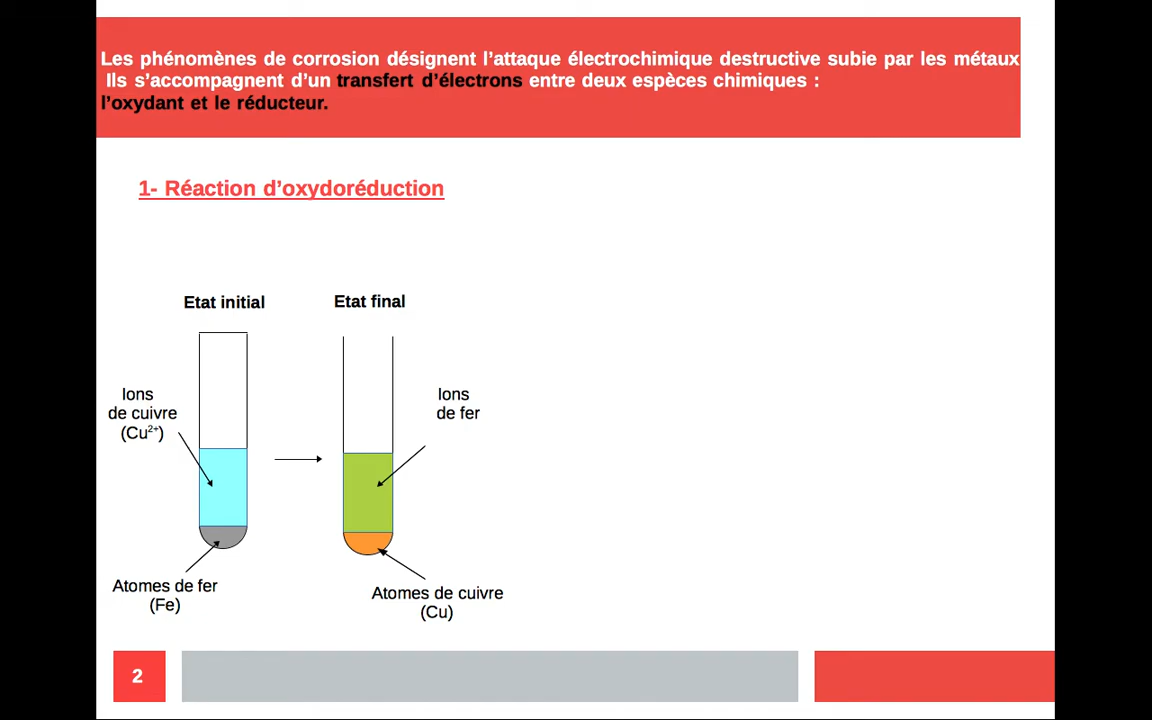 Les phénomènes de corrosion désignent l’attaque électrochimique destructive subie par les métaux
Ils s’accompagnent d’un transfert d’électrons entre deux espèces chimiques :
l’oxydant et le réducteur.
1- Réaction d’oxydoréduction
Etat initial
Etat final
Ions
de cuivre
(Cu²⁺)
Ions
de fer
Atomes de fer
(Fe)
Atomes de cuivre
(Cu)
2